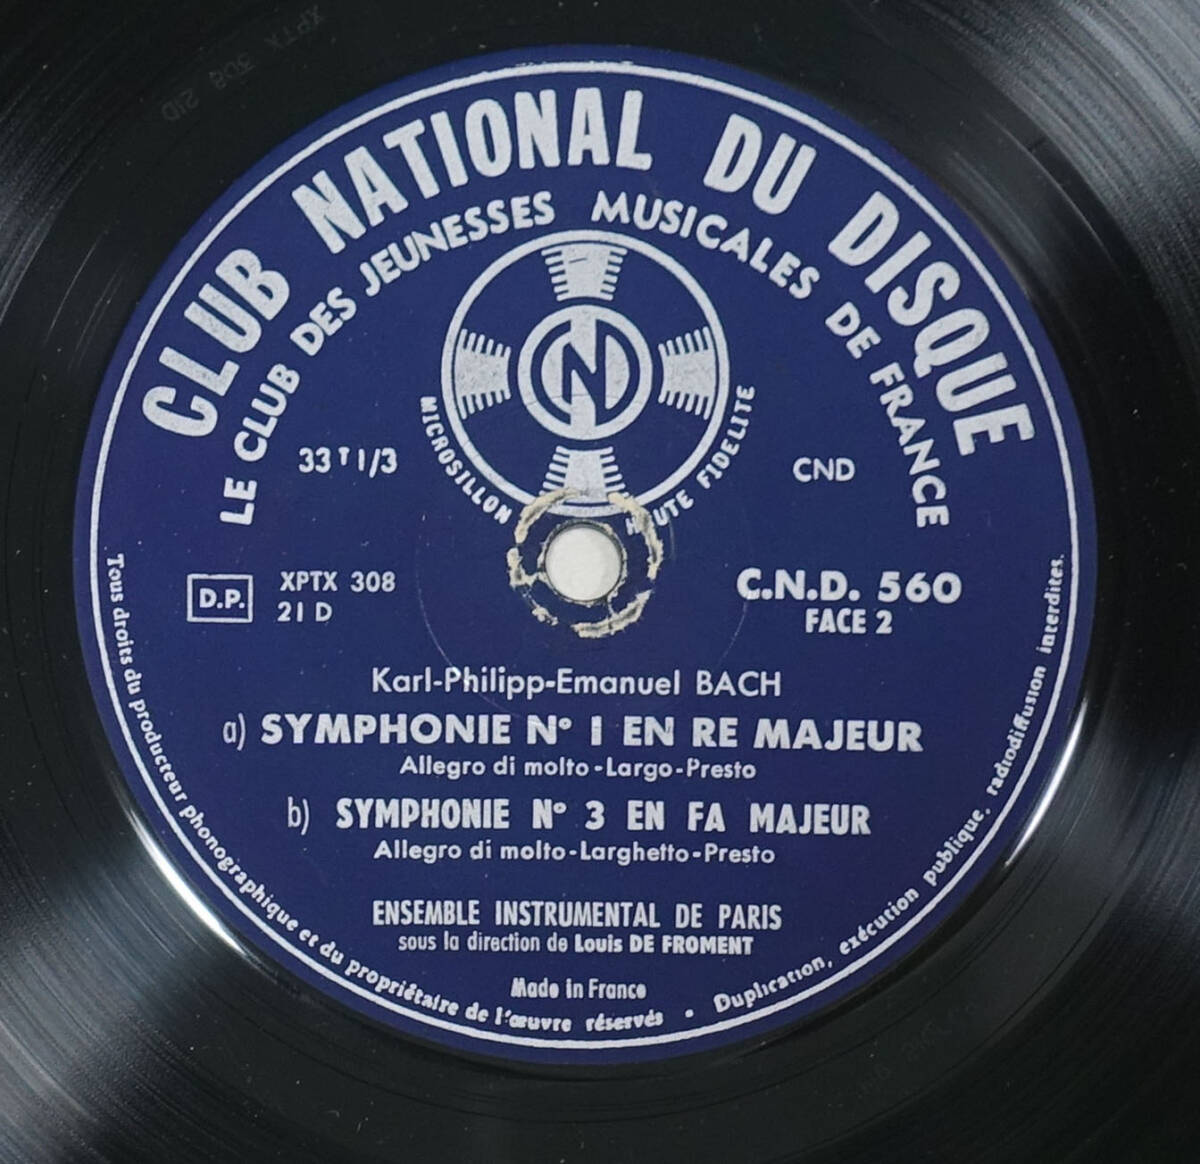 CLUB NATIONAL DU DISQUE
LE CLUB DES JEUNESSES MUSICALES DE FRANCE
N
MICROSILLON
HAUTE FIDELITE
33 T 1/3
CND
D.P.
XPTX 308
21 D
C.N.D. 560
FACE 2
Karl-Philipp-Emanuel BACH
a) SYMPHONIE Nº 1 EN RE MAJEUR
Allegro di molto-Largo-Presto
b) SYMPHONIE Nº 3 EN FA MAJEUR
Allegro di molto-Larghetto-Presto
ENSEMBLE INSTRUMENTAL DE PARIS
sous la direction de Louis DE FROMENT
Made in France
Tous droits du producteur phonographique et du propriétaire de l'œuvre réservés • Duplication, exécution publique, radiodiffusion interdites.
XPTX 308 21D